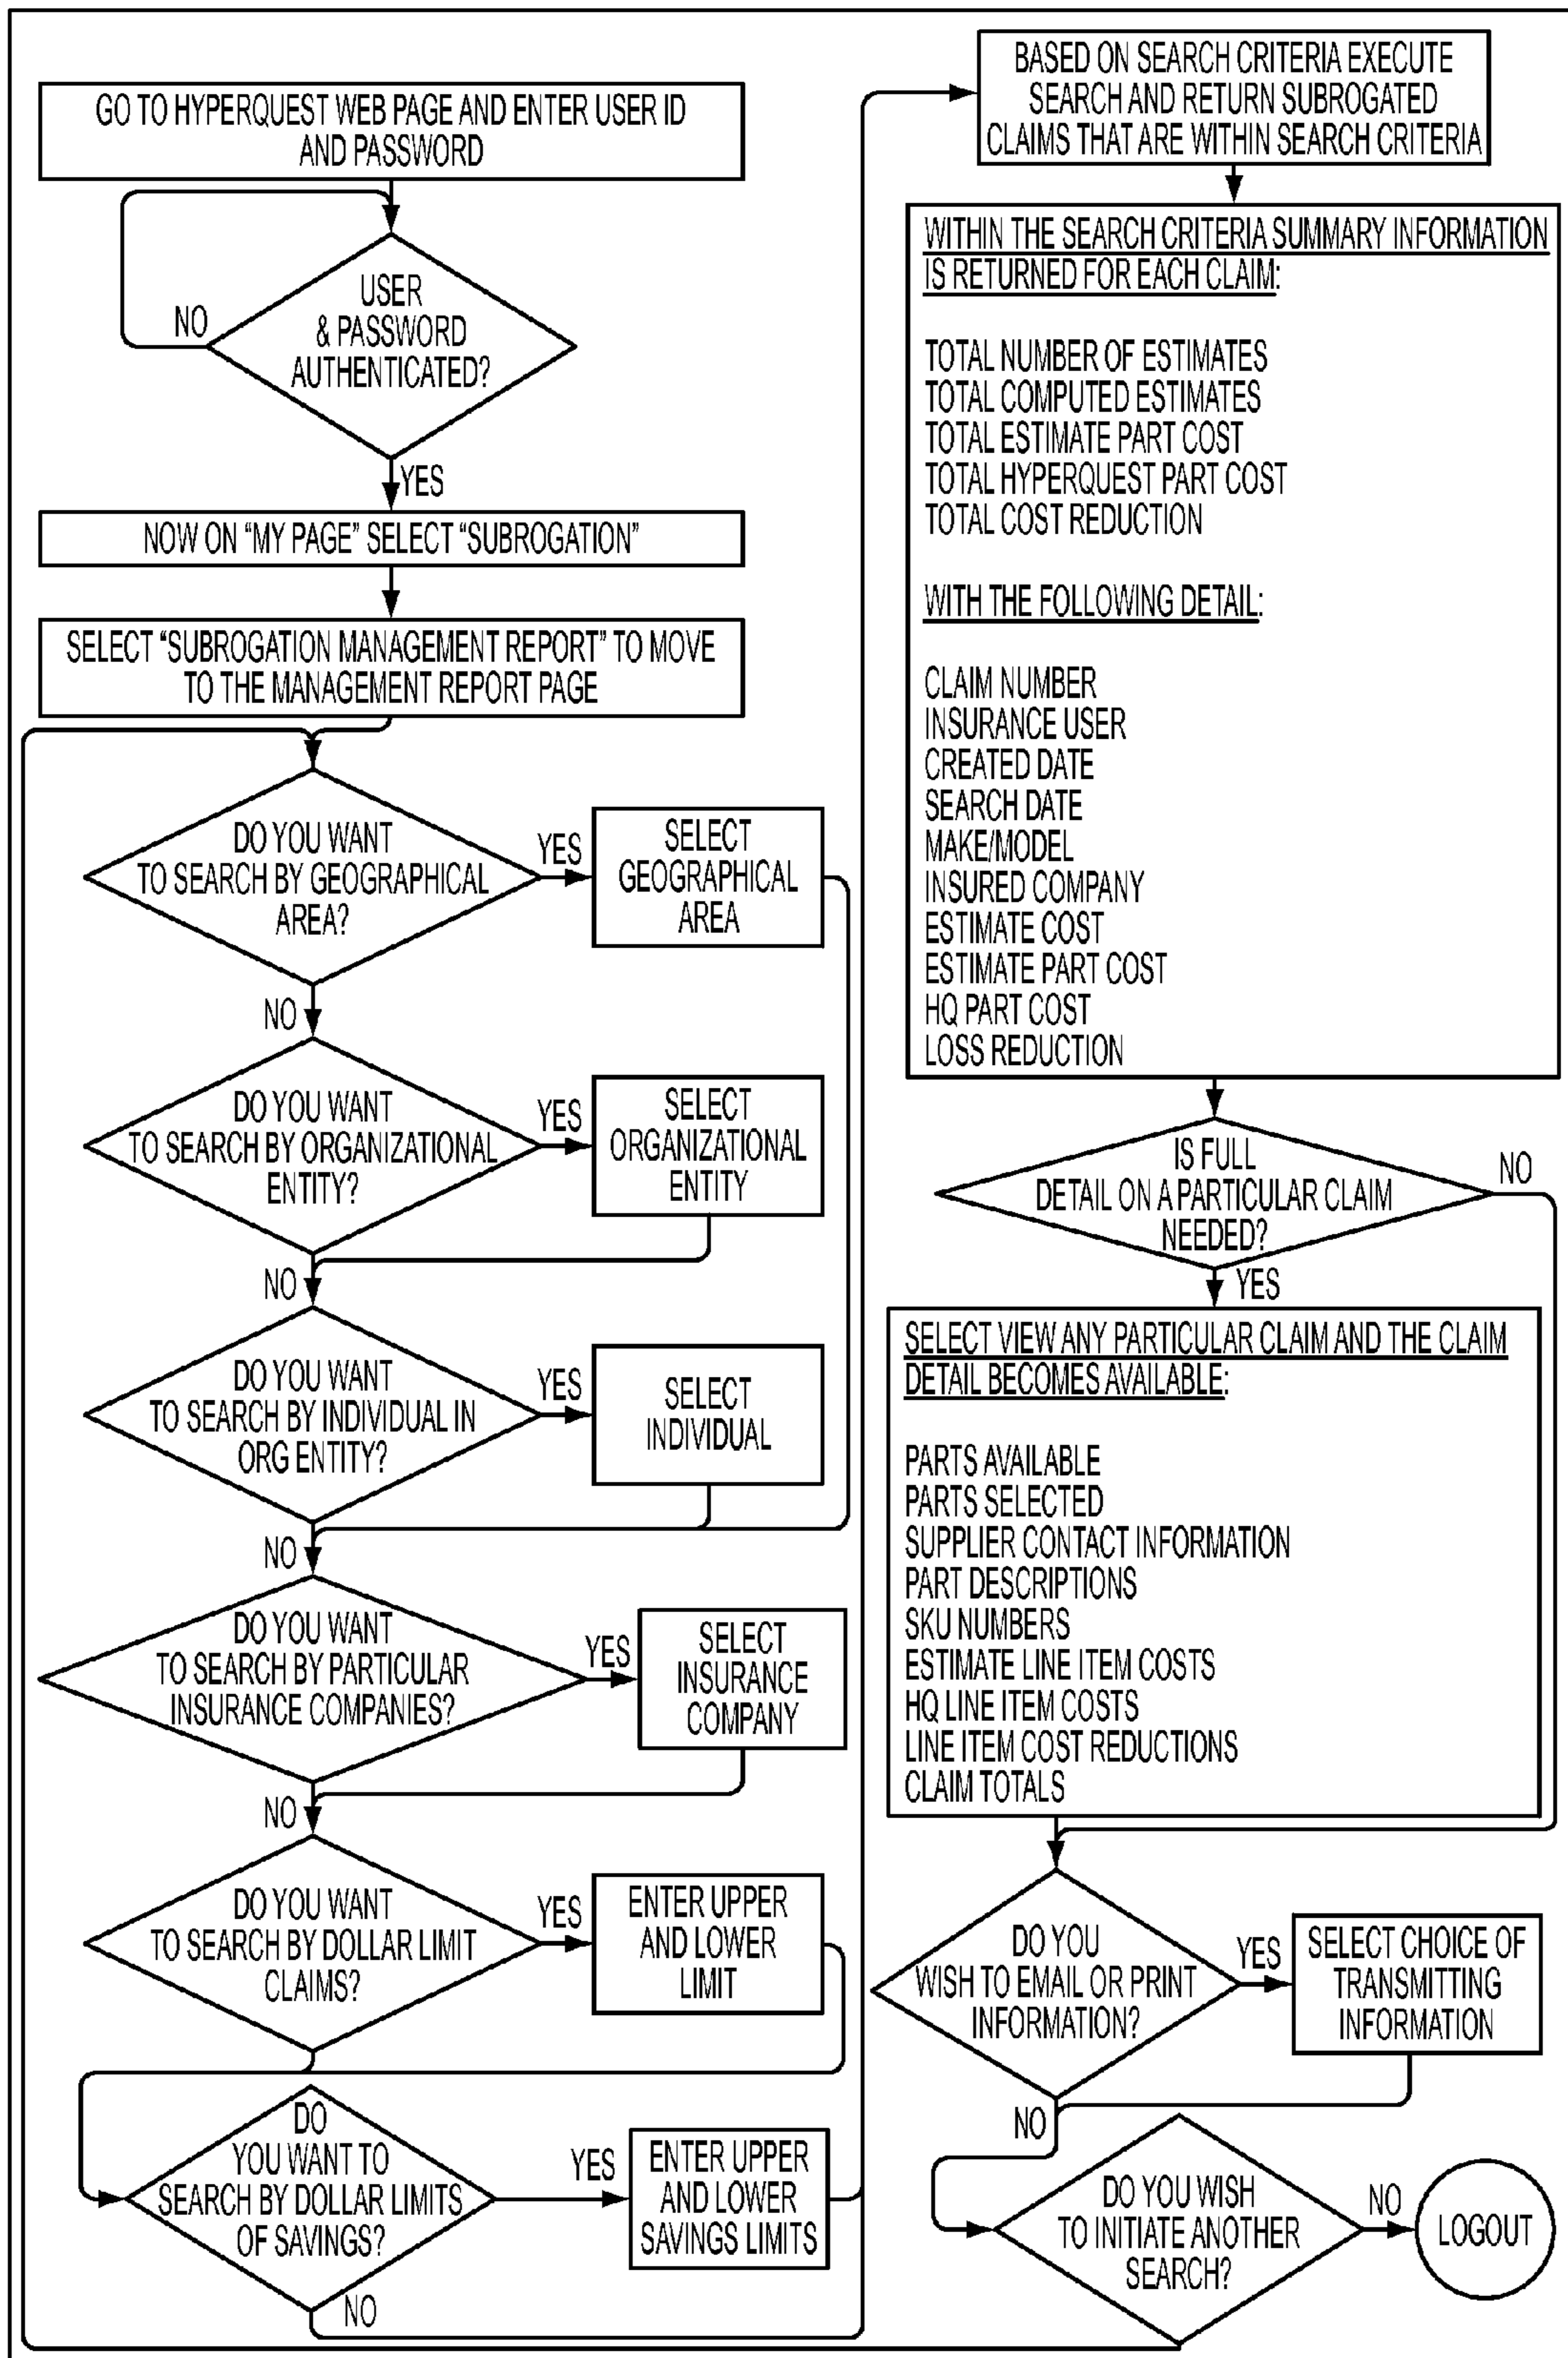 GO TO HYPERQUEST WEB PAGE AND ENTER USER ID
AND PASSWORD
USER
& PASSWORD
AUTHENTICATED?
NO
YES
NOW ON “MY PAGE” SELECT “SUBROGATION”
SELECT “SUBROGATION MANAGEMENT REPORT” TO MOVE
TO THE MANAGEMENT REPORT PAGE
DO YOU WANT
TO SEARCH BY GEOGRAPHICAL
AREA?
YES
SELECT
GEOGRAPHICAL
AREA
NO
DO YOU WANT
TO SEARCH BY ORGANIZATIONAL
ENTITY?
YES
SELECT
ORGANIZATIONAL
ENTITY
NO
DO YOU WANT
TO SEARCH BY INDIVIDUAL IN
ORG ENTITY?
YES
SELECT
INDIVIDUAL
NO
DO YOU WANT
TO SEARCH BY PARTICULAR
INSURANCE COMPANIES?
YES
SELECT
INSURANCE
COMPANY
NO
DO YOU WANT
TO SEARCH BY DOLLAR LIMIT
CLAIMS?
YES
ENTER UPPER
AND LOWER
LIMIT
DO
YOU WANT TO
SEARCH BY DOLLAR LIMITS
OF SAVINGS?
YES
ENTER UPPER
AND LOWER
SAVINGS LIMITS
NO
BASED ON SEARCH CRITERIA EXECUTE
SEARCH AND RETURN SUBROGATED
CLAIMS THAT ARE WITHIN SEARCH CRITERIA
WITHIN THE SEARCH CRITERIA SUMMARY INFORMATION
IS RETURNED FOR EACH CLAIM:
TOTAL NUMBER OF ESTIMATES
TOTAL COMPUTED ESTIMATES
TOTAL ESTIMATE PART COST
TOTAL HYPERQUEST PART COST
TOTAL COST REDUCTION
WITH THE FOLLOWING DETAIL:
CLAIM NUMBER
INSURANCE USER
CREATED DATE
SEARCH DATE
MAKE/MODEL
INSURED COMPANY
ESTIMATE COST
ESTIMATE PART COST
HQ PART COST
LOSS REDUCTION
IS FULL
DETAIL ON A PARTICULAR CLAIM
NEEDED?
NO
YES
SELECT VIEW ANY PARTICULAR CLAIM AND THE CLAIM
DETAIL BECOMES AVAILABLE:
PARTS AVAILABLE
PARTS SELECTED
SUPPLIER CONTACT INFORMATION
PART DESCRIPTIONS
SKU NUMBERS
ESTIMATE LINE ITEM COSTS
HQ LINE ITEM COSTS
LINE ITEM COST REDUCTIONS
CLAIM TOTALS
DO YOU
WISH TO EMAIL OR PRINT
INFORMATION?
YES
SELECT CHOICE OF
TRANSMITTING
INFORMATION
NO
DO YOU WISH
TO INITIATE ANOTHER
SEARCH?
NO
LOGOUT